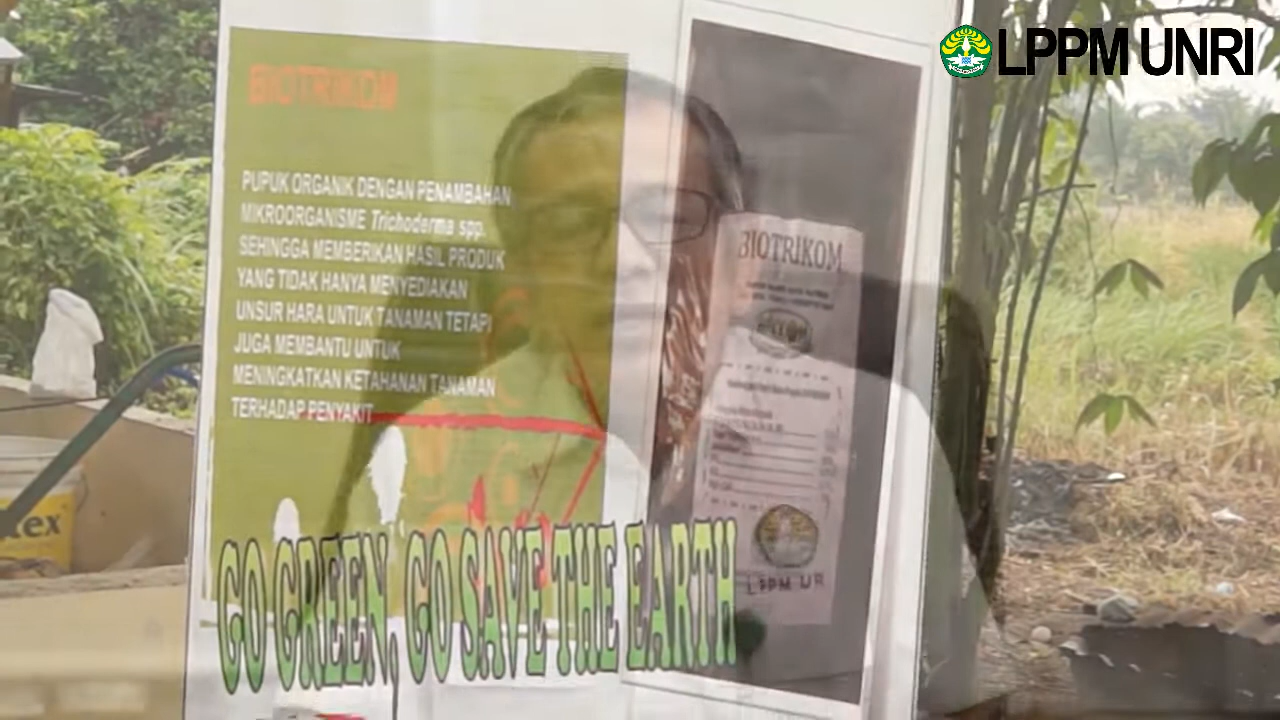 LPPM UNRI
BIOTRIKOM
PUPUK ORGANIK DENGAN PENAMBAHAN
MIKROORGANISME Trichoderma spp.
SEHINGGA MEMBERIKAN HASIL PRODUK
YANG TIDAK HANYA MENYEDIAKAN
UNSUR HARA UNTUK TANAMAN TETAPI
JUGA MEMBANTU UNTUK
MENINGKATKAN KETAHANAN TANAMAN
TERHADAP PENYAKIT
GO GREEN, GO SAVE THE EARTH
BIOTRIKOM
LPPM UR